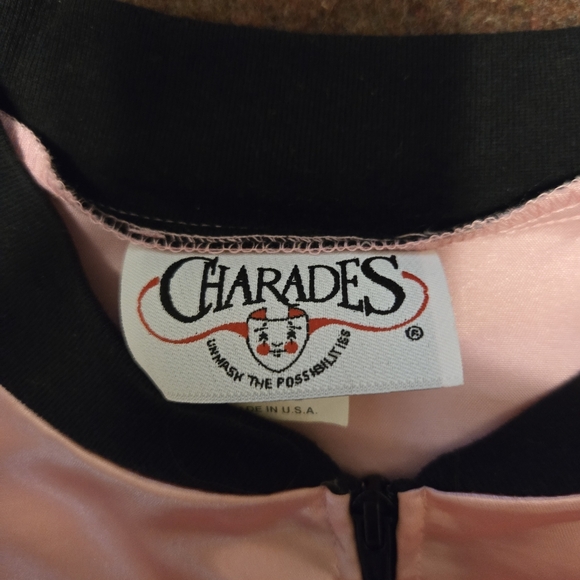 CHARADES
®
UNMASK THE POSSIBILITIES
IN U.S.A.